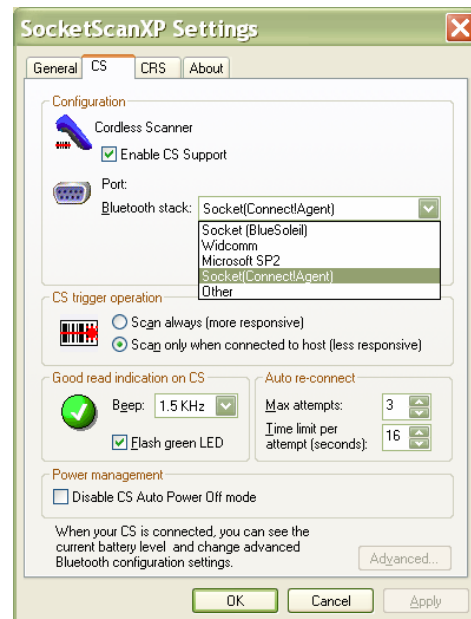 SocketScanXP Settings
General CS CRS About
Configuration
Cordless Scanner
Enable CS Support
Port:
Bluetooth stack: Socket(Connect!Agent)
Socket (BlueSoleil)
Widcomm
Microsoft SP2
Socket(Connect!Agent)
Other
CS trigger operation
Scan always (more responsive)
Scan only when connected to host (less responsive)
Good read indication on CS
Beep: 1.5 KHz
Flash green LED
Auto re-connect
Max attempts: 3
Time limit per
attempt (seconds): 16
Power management
Disable CS Auto Power Off mode
When your CS is connected, you can see the
current battery level and change advanced
Bluetooth configuration settings.
Advanced...
OK Cancel Apply